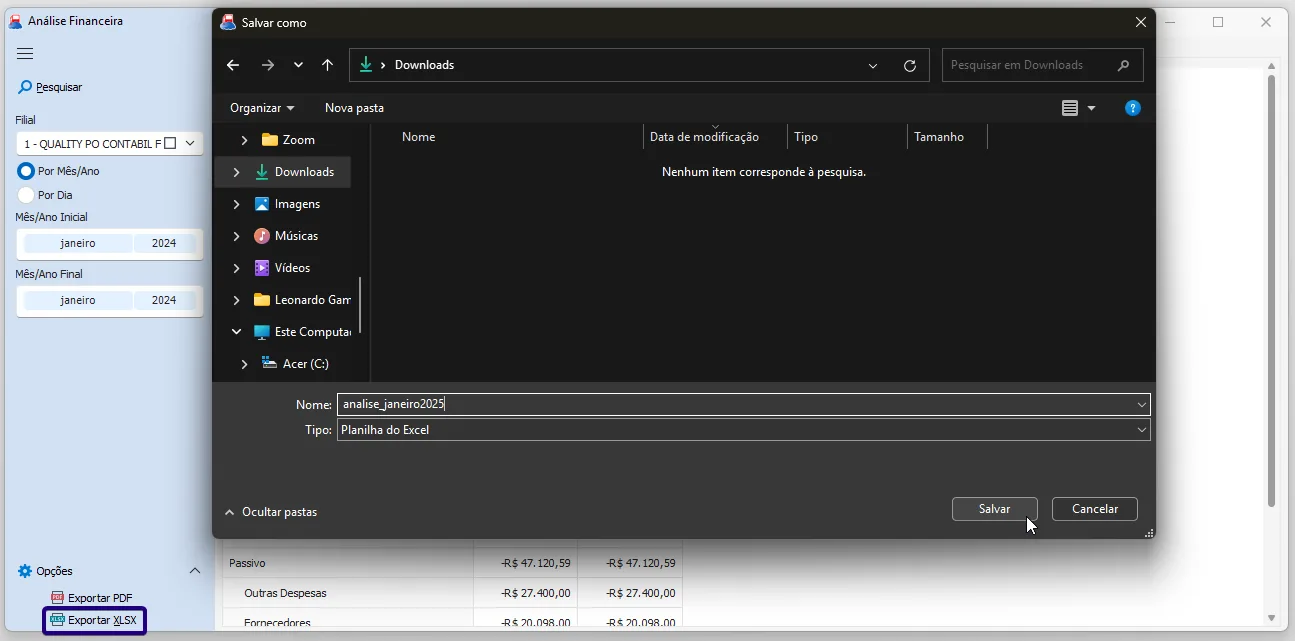 Análise Financeira
Pesquisar
Filial
1 - QUALITY PO CONTABIL F
Por Mês/Ano
Por Dia
Mês/Ano Inicial
janeiro 2024
Mês/Ano Final
janeiro 2024
Opções
Exportar PDF
Exportar XLSX
Salvar como
Downloads
Pesquisar em Downloads
Organizar
Nova pasta
Zoom
Downloads
Imagens
Músicas
Vídeos
Leonardo Gam
Este Computa
Acer (C:)
Nome Data de modificação Tipo Tamanho
Nenhum item corresponde à pesquisa.
Nome: analise_janeiro2025
Tipo: Planilha do Excel
Ocultar pastas
Salvar
Cancelar
Passivo -R$ 47.120,59 -R$ 47.120,59
Outras Despesas -R$ 27.400,00 -R$ 27.400,00
Fornecedores -R$ 20.098,00 -R$ 20.098,00